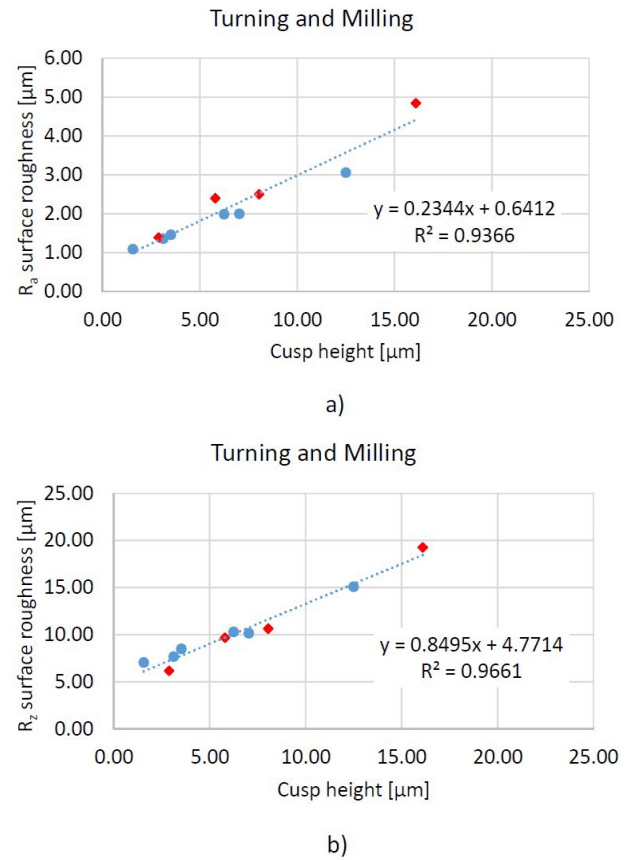 Turning and Milling
6.00
5.00
4.00
3.00
2.00
1.00
0.00
Ra surface roughness [µm]
y = 0.2344x + 0.6412
R² = 0.9366
0.00 5.00 10.00 15.00 20.00 25.00
Cusp height [µm]
a)
Turning and Milling
25.00
20.00
15.00
10.00
5.00
0.00
Rz surface roughness [µm]
y = 0.8495x + 4.7714
R² = 0.9661
0.00 5.00 10.00 15.00 20.00 25.00
Cusp height [µm]
b)